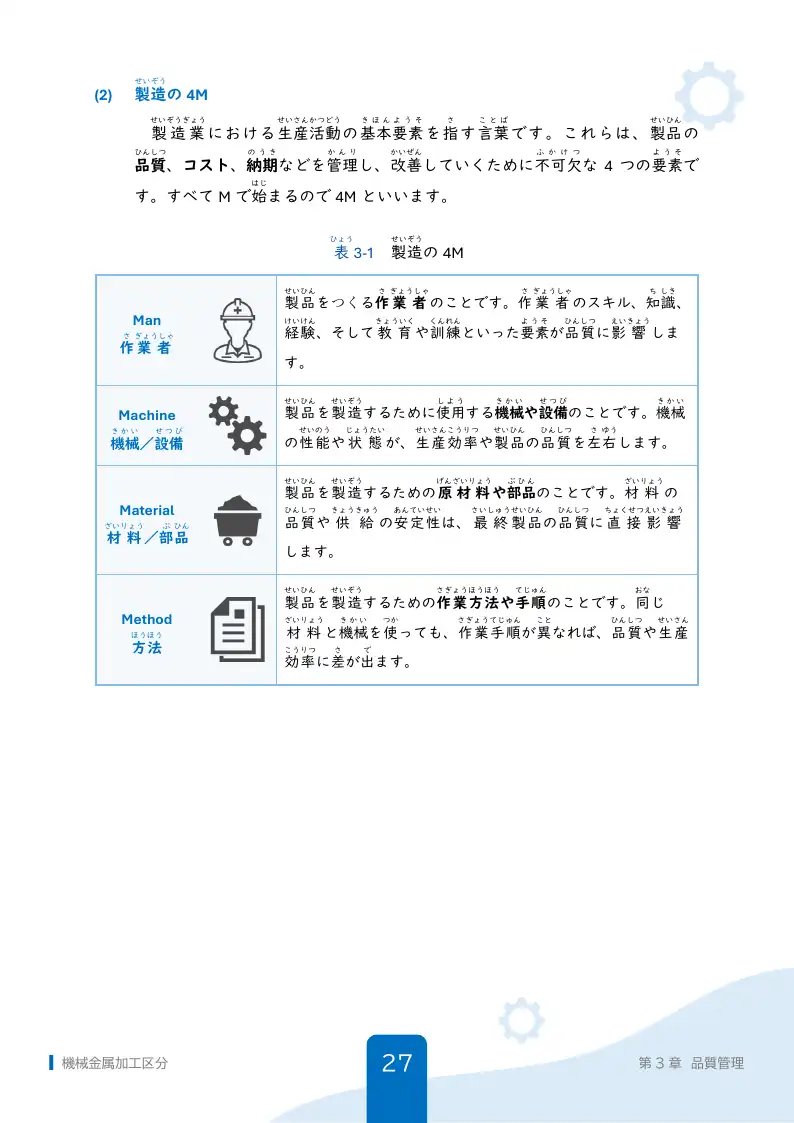 (2) 製造の 4M
製造業における生産活動の基本要素を指す言葉です。これらは、製品の
品質、コスト、納期などを管理し、改善していくために不可欠な 4 つの要素で
す。すべて M で始まるので 4M といいます。
表 3-1 製造の 4M
Man
作業者
製品をつくる作業者のことです。作業者のスキル、知識、
経験、そして教育や訓練といった要素が品質に影響しま
す。
Machine
機械／設備
製品を製造するために使用する機械や設備のことです。機械
の性能や状態が、生産効率や製品の品質を左右します。
Material
材料／部品
製品を製造するための原材料や部品のことです。材料の
品質や供給の安定性は、最終製品の品質に直接影響
します。
Method
方法
製品を製造するための作業方法や手順のことです。同じ
材料と機械を使っても、作業手順が異なれば、品質や生産
効率に差が出ます。
機械金属加工区分
27
第 3 章 品質管理